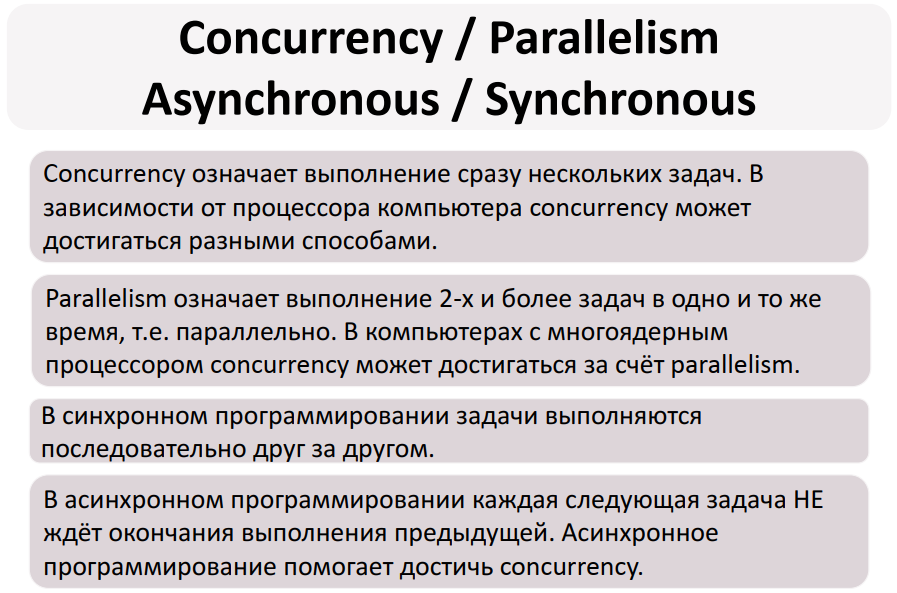 Concurrency / Parallelism
Asynchronous / Synchronous
Concurrency означает выполнение сразу нескольких задач. В
зависимости от процессора компьютера concurrency может
достигаться разными способами.
Parallelism означает выполнение 2-х и более задач в одно и то же
время, т.е. параллельно. В компьютерах с многоядерным
процессором concurrency может достигаться за счёт parallelism.
В синхронном программировании задачи выполняются
последовательно друг за другом.
В асинхронном программировании каждая следующая задача НЕ
ждёт окончания выполнения предыдущей. Асинхронное
программирование помогает достичь concurrency.